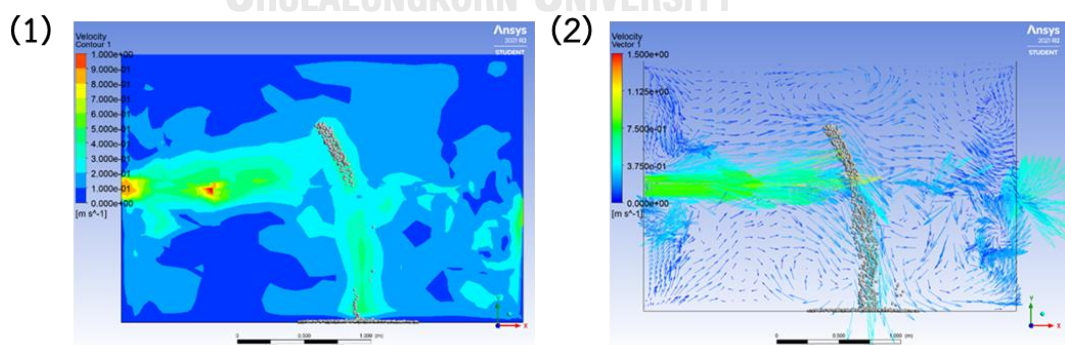 CHULALONGKORN UNIVERSITY
(1)
Velocity
Contour 1
1.000e+00
9.000e-01
8.000e-01
7.000e-01
6.000e-01
5.000e-01
4.000e-01
3.000e-01
2.000e-01
1.000e-01
0.000e+00
[m s^-1]
Ansys
2021 R2
STUDENT
0
0.500
1.000 (m)
Y
X
(2)
Velocity
Vector 1
1.500e+00
1.125e+00
7.500e-01
3.750e-01
0.000e+00
[m s^-1]
Ansys
2021 R2
STUDENT
0
0.500
1.000 (m)
Y
X